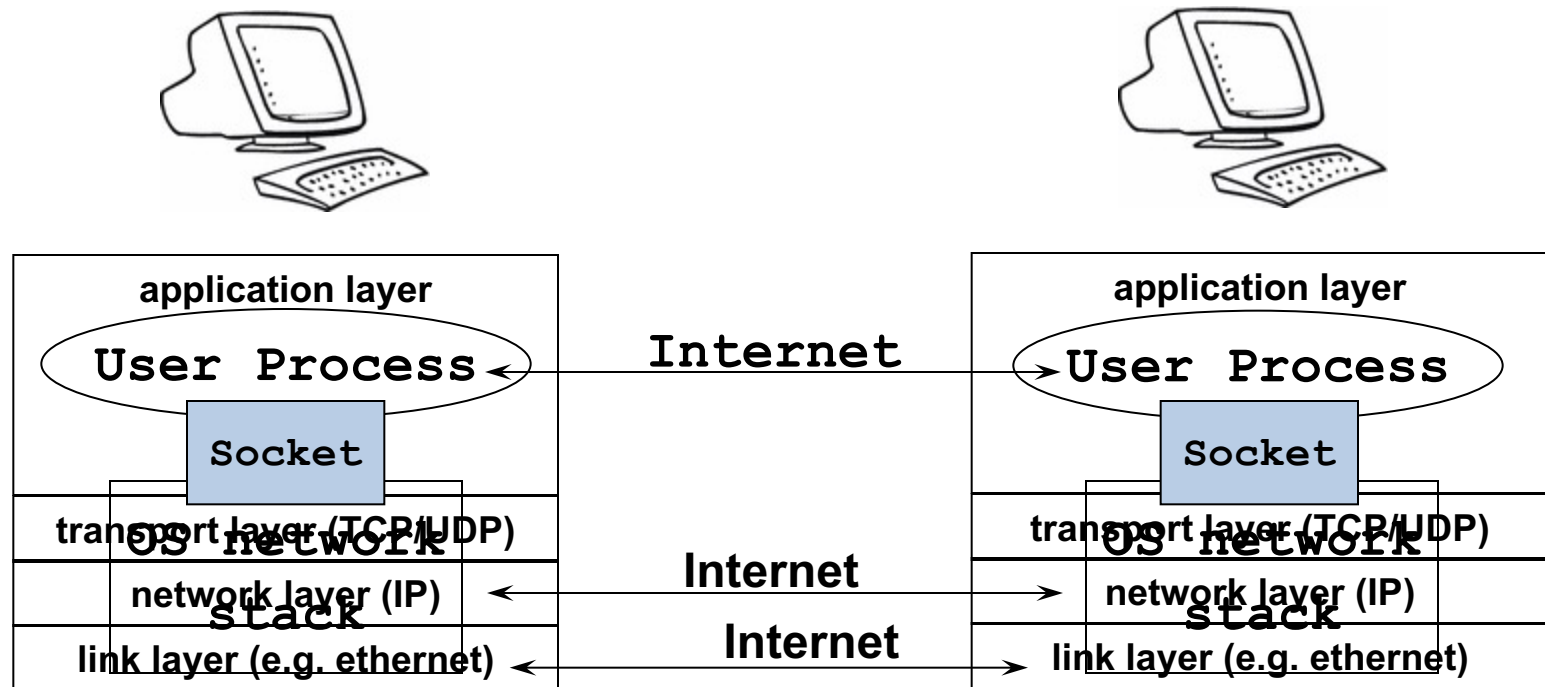 application layer
User Process
Socket
transport layer (TCP/UDP)
OS network
network layer (IP)
stack
link layer (e.g. ethernet)
Internet
Internet
Internet
application layer
User Process
Socket
transport layer (TCP/UDP)
OS network
network layer (IP)
stack
link layer (e.g. ethernet)